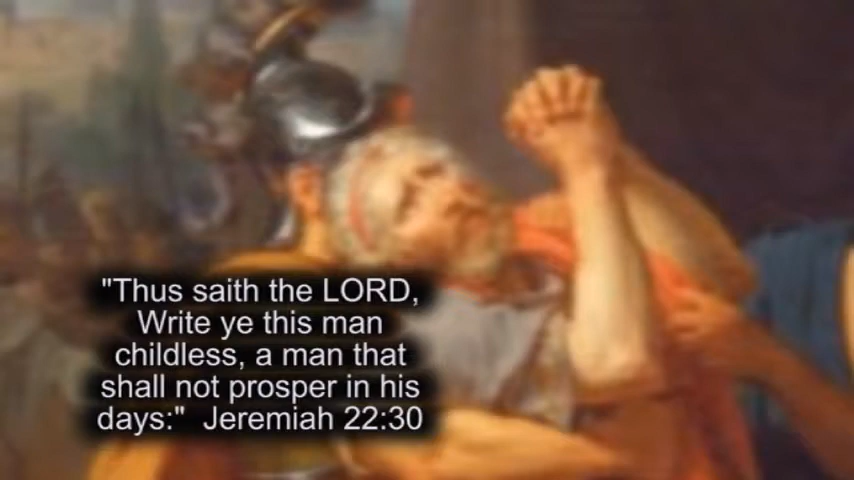 "Thus saith the LORD,
Write ye this man
childless, a man that
shall not prosper in his
days:"  Jeremiah 22:30